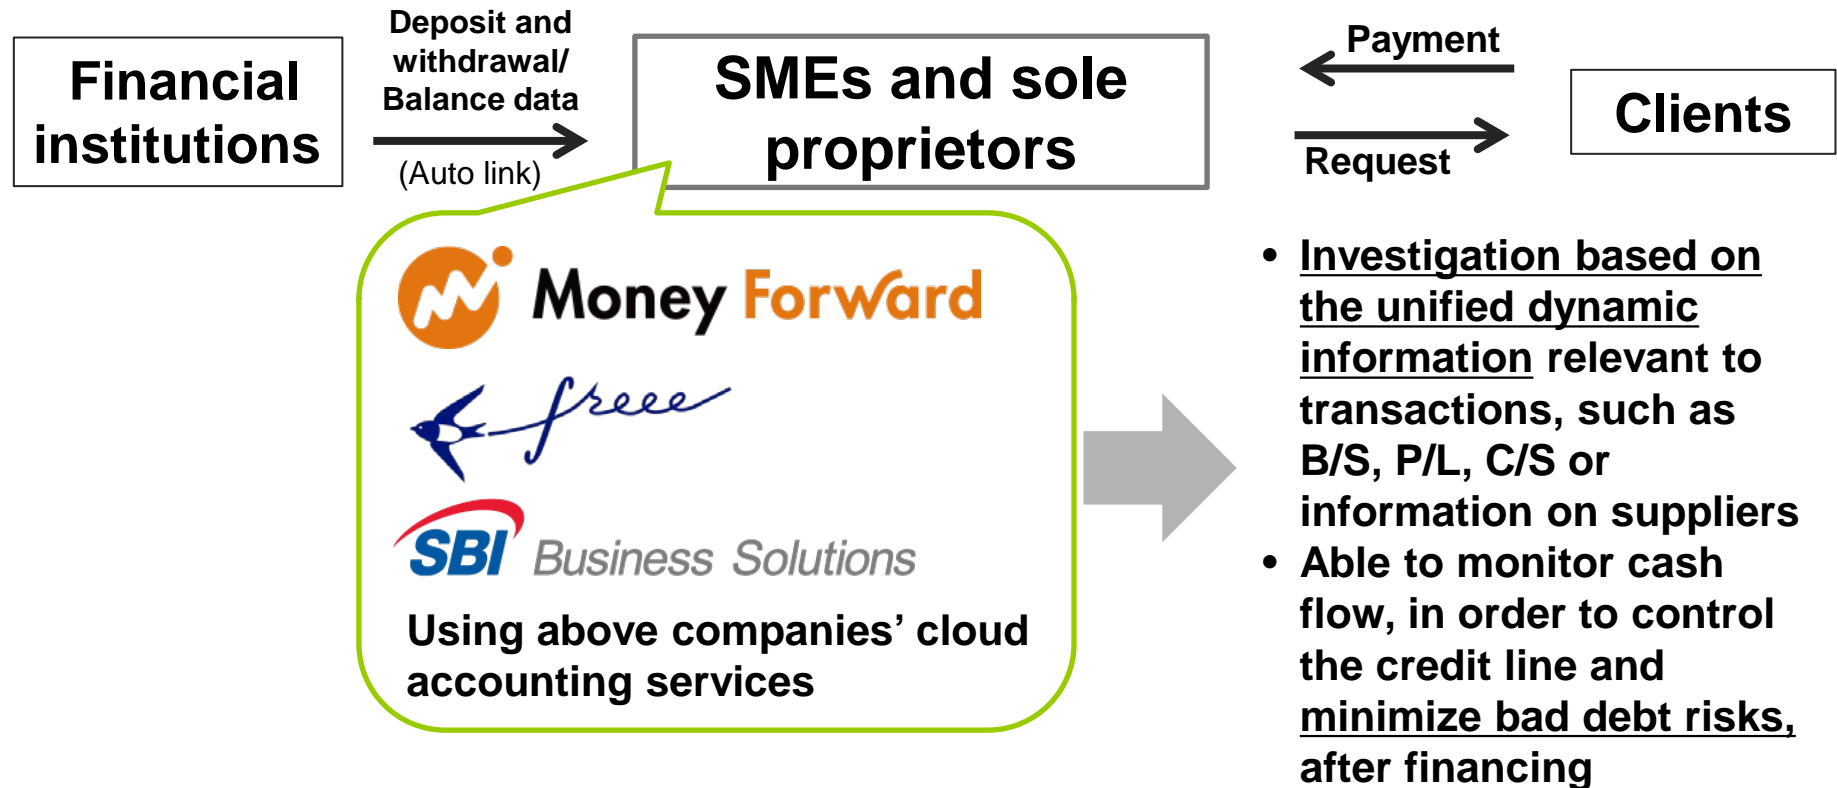 Financial
institutions
Deposit and
withdrawal/
Balance data
(Auto link)
SMEs and sole
proprietors
Payment
Request
Clients
Money Forward
freee
SBI Business Solutions
Using above companies’ cloud
accounting services
• Investigation based on
the unified dynamic
information relevant to
transactions, such as
B/S, P/L, C/S or
information on suppliers
• Able to monitor cash
flow, in order to control
the credit line and
minimize bad debt risks,
after financing